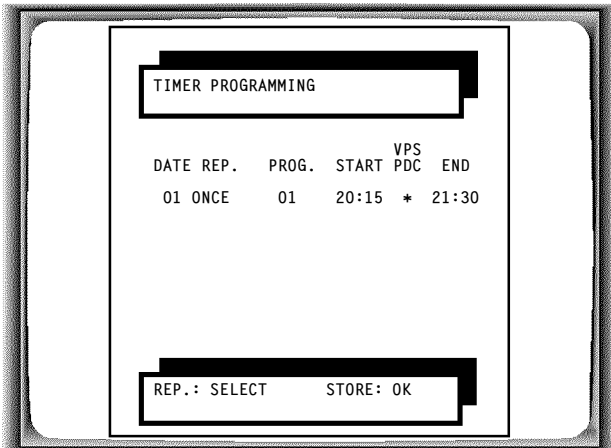 TIMER PROGRAMMING
VPS
DATE REP. PROG. START PDC END
01 ONCE 01 20:15 * 21:30
REP.: SELECT STORE: OK